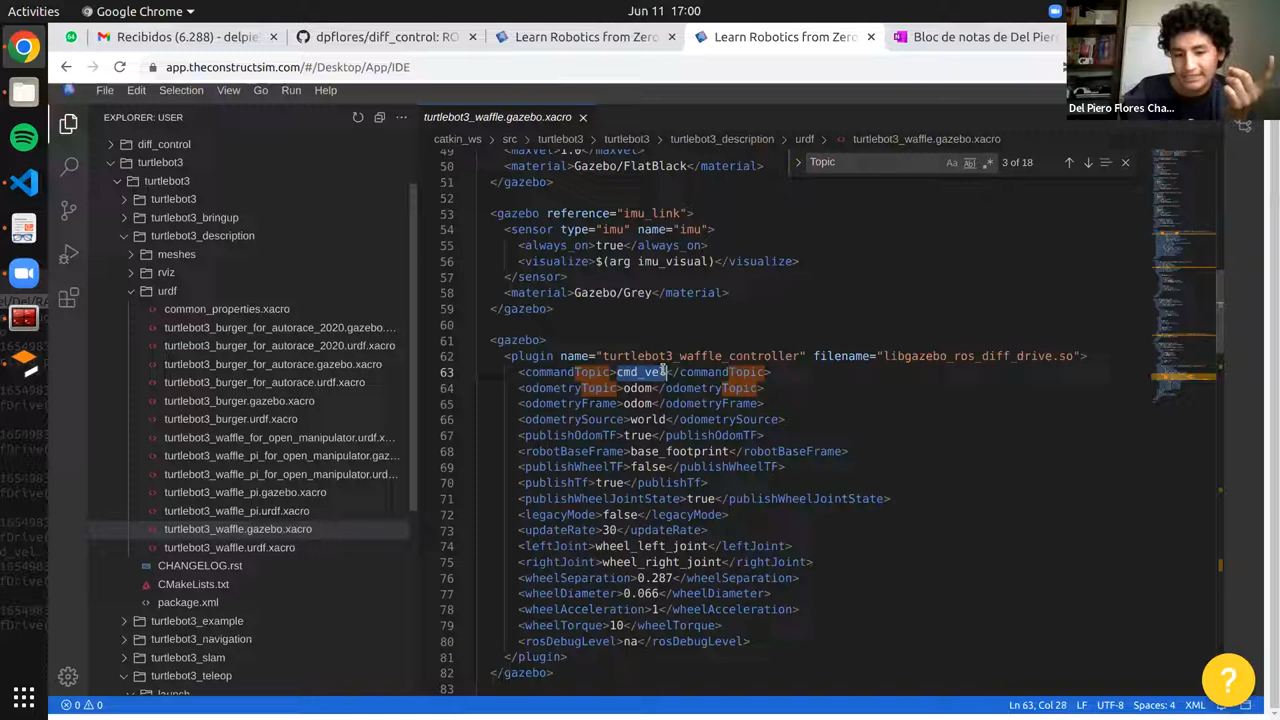 Activities
Google Chrome
Jun 11 17:00
Recibidos (6.288) - delpie
dpflores/diff_control: RO
Learn Robotics from Zero
Learn Robotics from Zero
Bloc de notas de Del Piero
app.theconstructsim.com/#/Desktop/App/IDE
Del Piero Flores Cha...
File Edit Selection View Go Run Help
EXPLORER: USER
turtlebot3_waffle.gazebo.xacro
catkin_ws > src > turtlebot3 > turtlebot3 > turtlebot3_description > urdf > turtlebot3_waffle.gazebo.xacro
Topic
Aa
3 of 18
diff_control
turtlebot3
turtlebot3
turtlebot3
turtlebot3_bringup
turtlebot3_description
meshes
rviz
urdf
common_properties.xacro
turtlebot3_burger_for_autorace_2020.gazebo-...
turtlebot3_burger_for_autorace_2020.urdf.xacro
turtlebot3_burger_for_autorace.gazebo.xacro
turtlebot3_burger_for_autorace.urdf.xacro
turtlebot3_burger.gazebo.xacro
turtlebot3_burger.urdf.xacro
turtlebot3_waffle_for_open_manipulator.urdf.x...
turtlebot3_waffle_pi_for_open_manipulator.gaz...
turtlebot3_waffle_pi_for_open_manipulator.urd...
turtlebot3_waffle_pi.gazebo.xacro
turtlebot3_waffle_pi.urdf.xacro
turtlebot3_waffle.gazebo.xacro
turtlebot3_waffle.urdf.xacro
CHANGELOG.rst
CMakeLists.txt
package.xml
turtlebot3_example
turtlebot3_navigation
turtlebot3_slam
turtlebot3_teleop
launch
49 <maxVel>1.0</maxVel>
50 <material>Gazebo/FlatBlack</material>
51 </gazebo>
52
53 <gazebo reference="imu_link">
54 <sensor type="imu" name="imu">
55 <always_on>true</always_on>
56 <visualize>$(arg imu_visual)</visualize>
57 </sensor>
58 <material>Gazebo/Grey</material>
59 </gazebo>
60
61 <gazebo>
62 <plugin name="turtlebot3_waffle_controller" filename="libgazebo_ros_diff_drive.so">
63 <commandTopic>cmd_vel</commandTopic>
64 <odometryTopic>odom</odometryTopic>
65 <odometryFrame>odom</odometryFrame>
66 <odometrySource>world</odometrySource>
67 <publishOdomTF>true</publishOdomTF>
68 <robotBaseFrame>base_footprint</robotBaseFrame>
69 <publishWheelTF>false</publishWheelTF>
70 <publishTf>true</publishTf>
71 <publishWheelJointState>true</publishWheelJointState>
72 <legacyMode>false</legacyMode>
73 <updateRate>30</updateRate>
74 <leftJoint>wheel_left_joint</leftJoint>
75 <rightJoint>wheel_right_joint</rightJoint>
76 <wheelSeparation>0.287</wheelSeparation>
77 <wheelDiameter>0.066</wheelDiameter>
78 <wheelAcceleration>1</wheelAcceleration>
79 <wheelTorque>10</wheelTorque>
80 <rosDebugLevel>na</rosDebugLevel>
81 </plugin>
82 </gazebo>
83
0 0
Ln 63, Col 28 LF UTF-8 Spaces: 4 XML
?